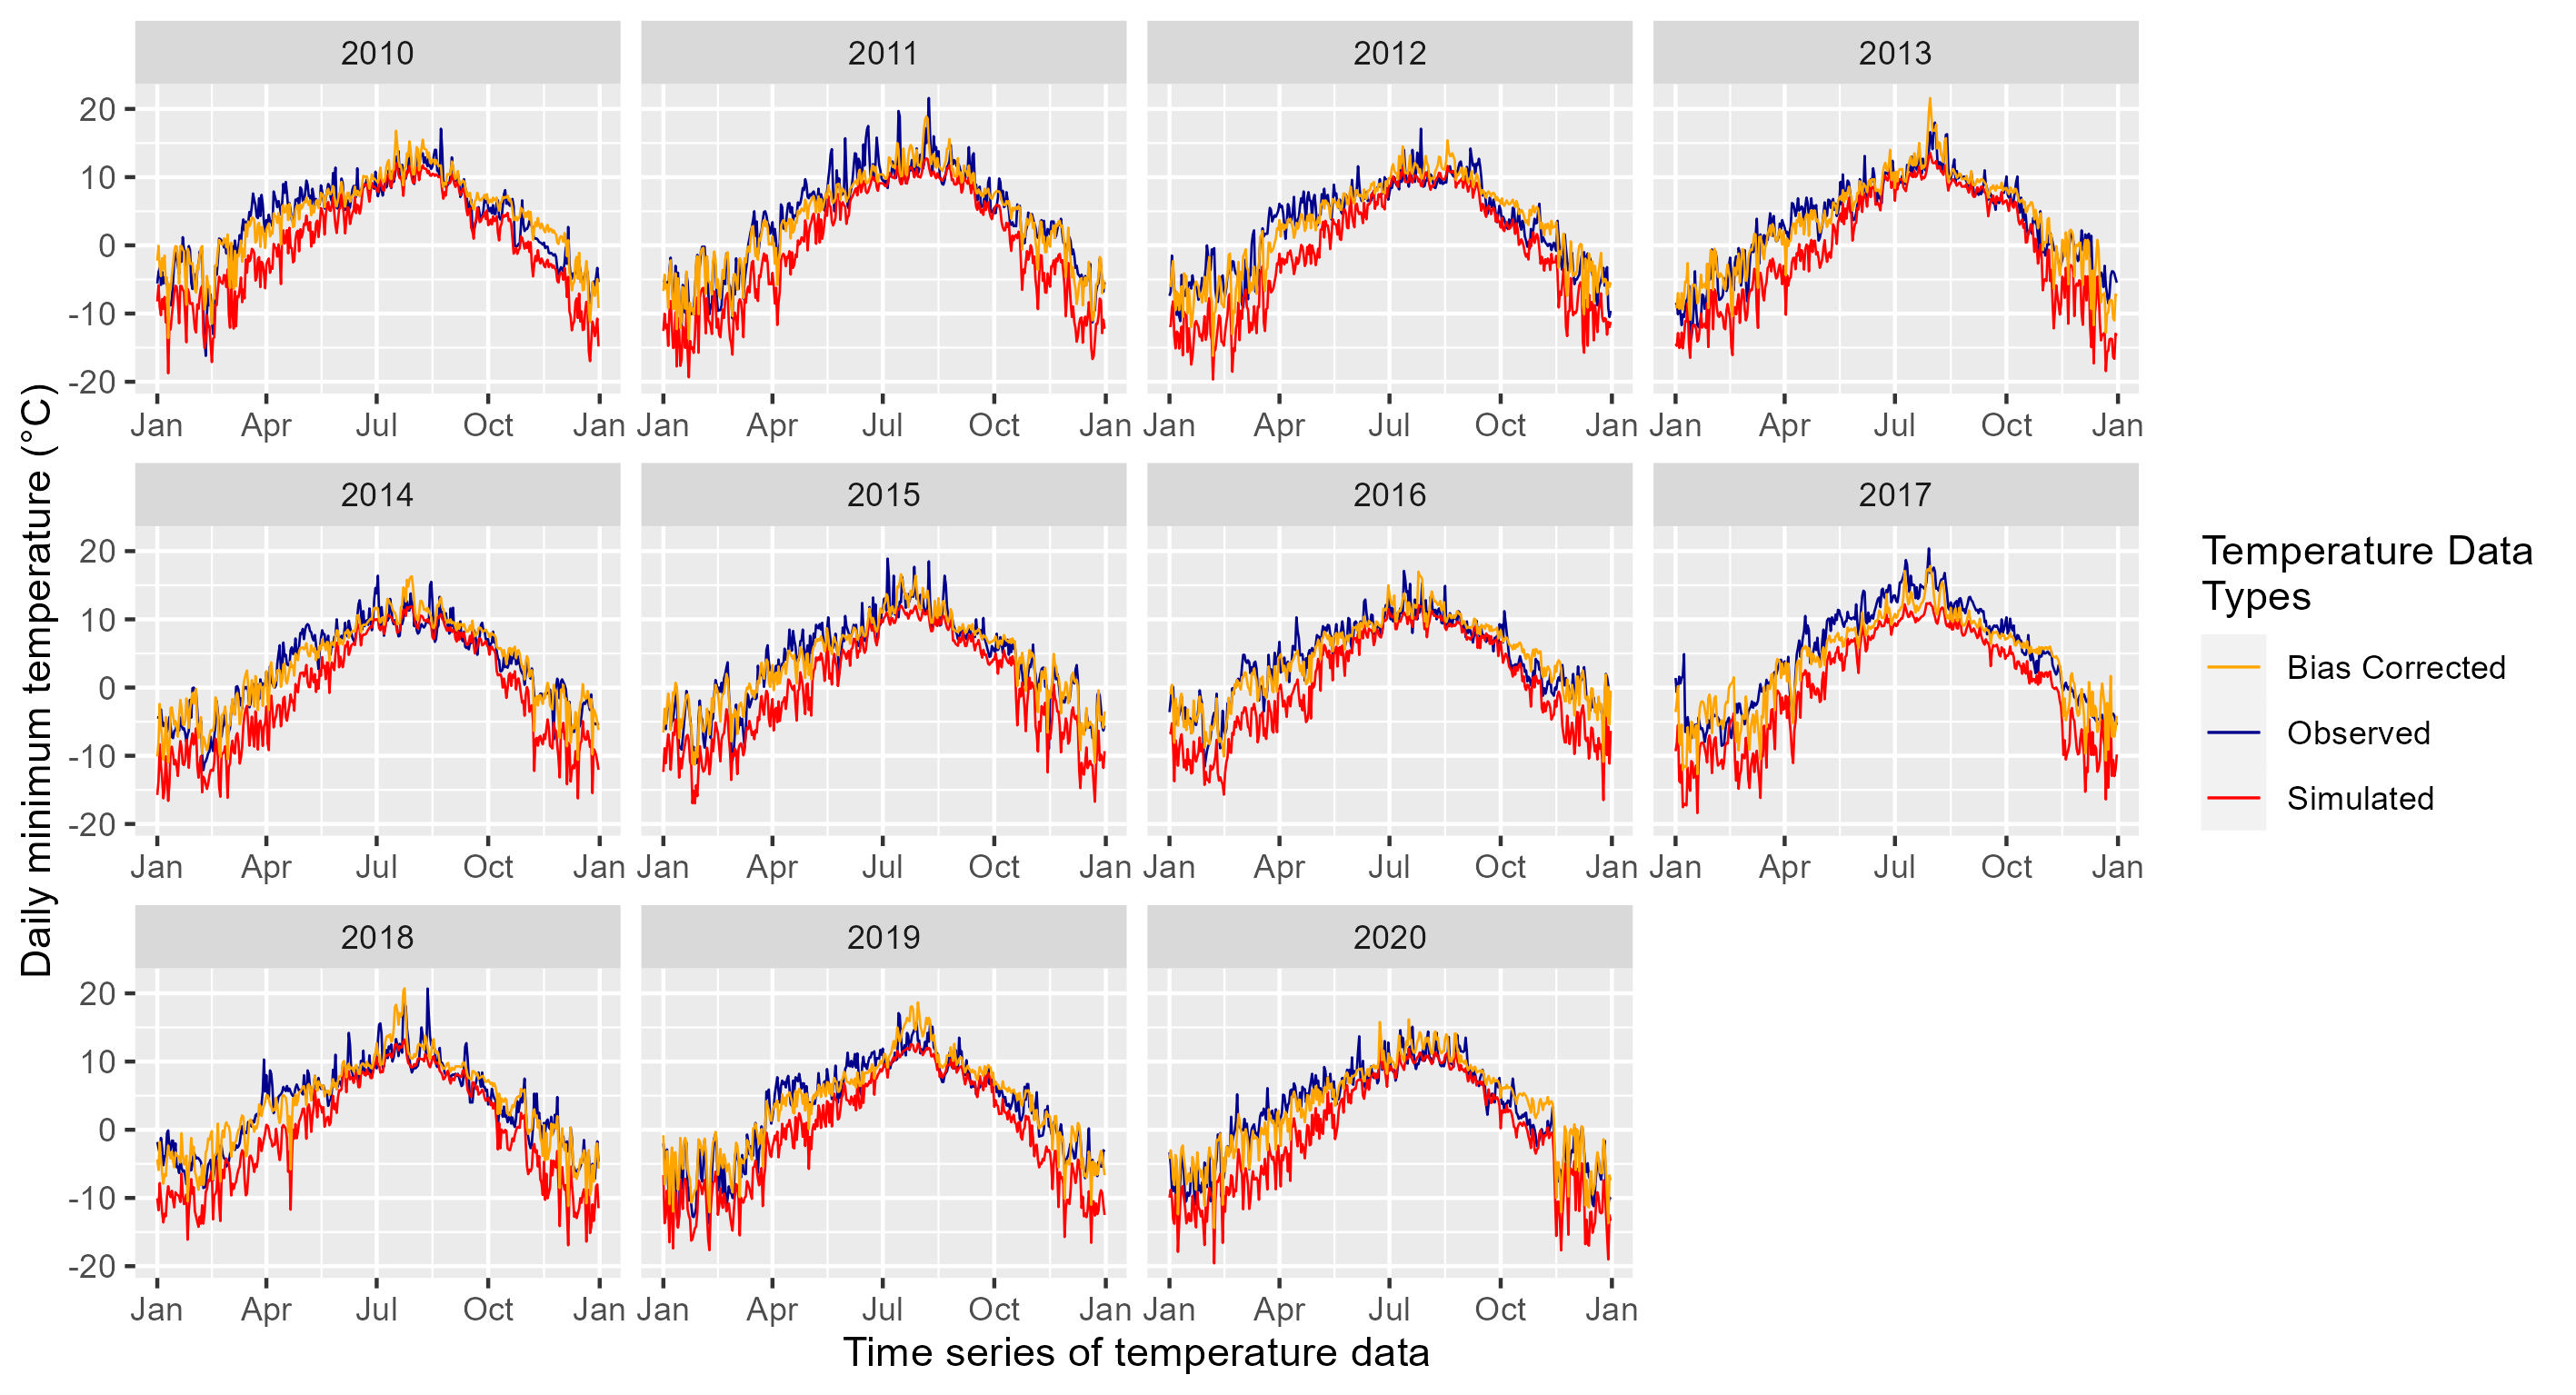 2010 2011 2012 2013
20
10
0
-10
-20
Jan Apr Jul Oct Jan Jan Apr Jul Oct Jan Jan Apr Jul Oct Jan Jan Apr Jul Oct Jan
2014 2015 2016 2017
20
10
0
-10
-20
Jan Apr Jul Oct Jan Jan Apr Jul Oct Jan Jan Apr Jul Oct Jan Jan Apr Jul Oct Jan
2018 2019 2020
20
10
0
-10
-20
Jan Apr Jul Oct Jan Jan Apr Jul Oct Jan Jan Apr Jul Oct Jan
Daily minimum temperature (°C)
Time series of temperature data
Temperature Data
Types
Bias Corrected
Observed
Simulated